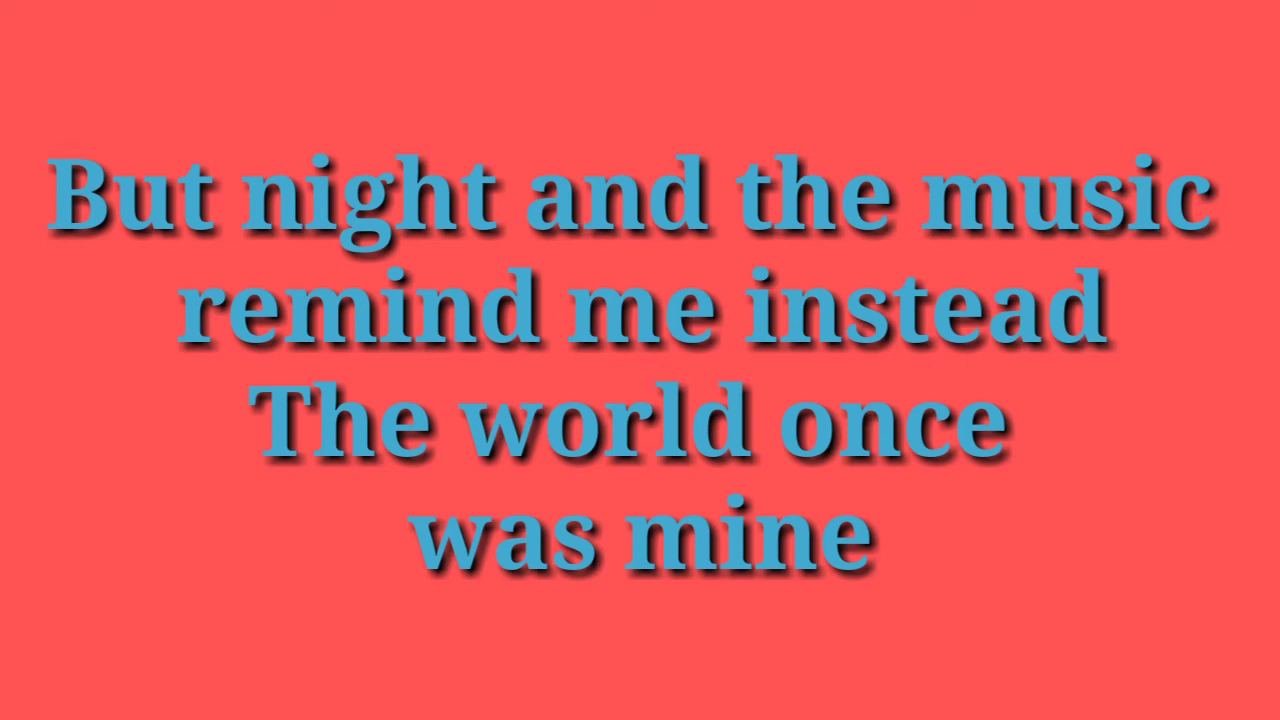 But night and the music
remind me instead
The world once
was mine